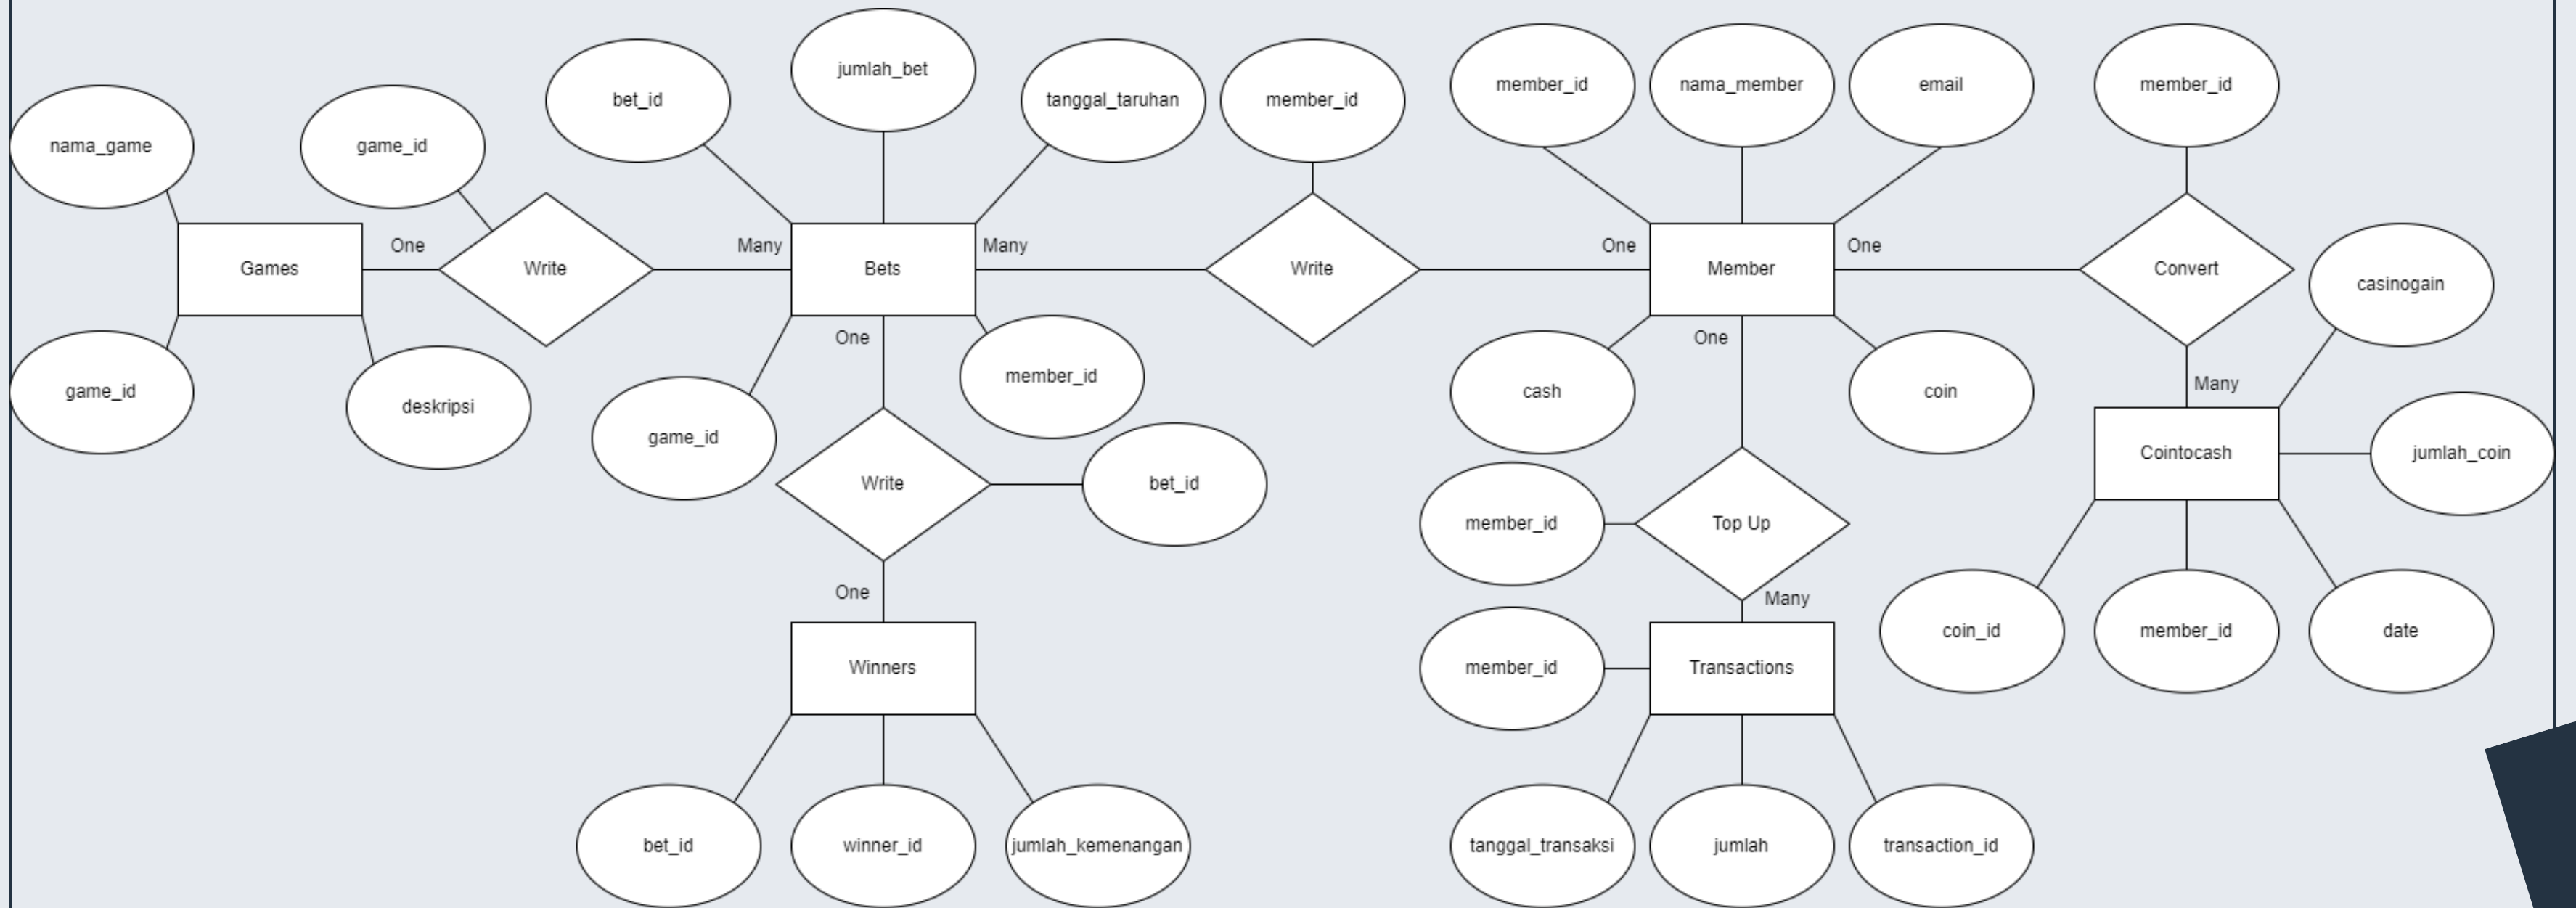 jumlah_bet
member_id
nama_member
email
member_id
bet_id
tanggal_taruhan
member_id
nama_game
game_id
One
Many
Many
One
One
Games
Write
Bets
Write
Member
Convert
casinogain
One
One
member_id
Many
game_id
deskripsi
game_id
cash
coin
Cointocash
jumlah_coin
Write
bet_id
member_id
Top Up
One
Many
coin_id
member_id
date
Winners
member_id
Transactions
bet_id
winner_id
jumlah_kemenangan
tanggal_transaksi
jumlah
transaction_id